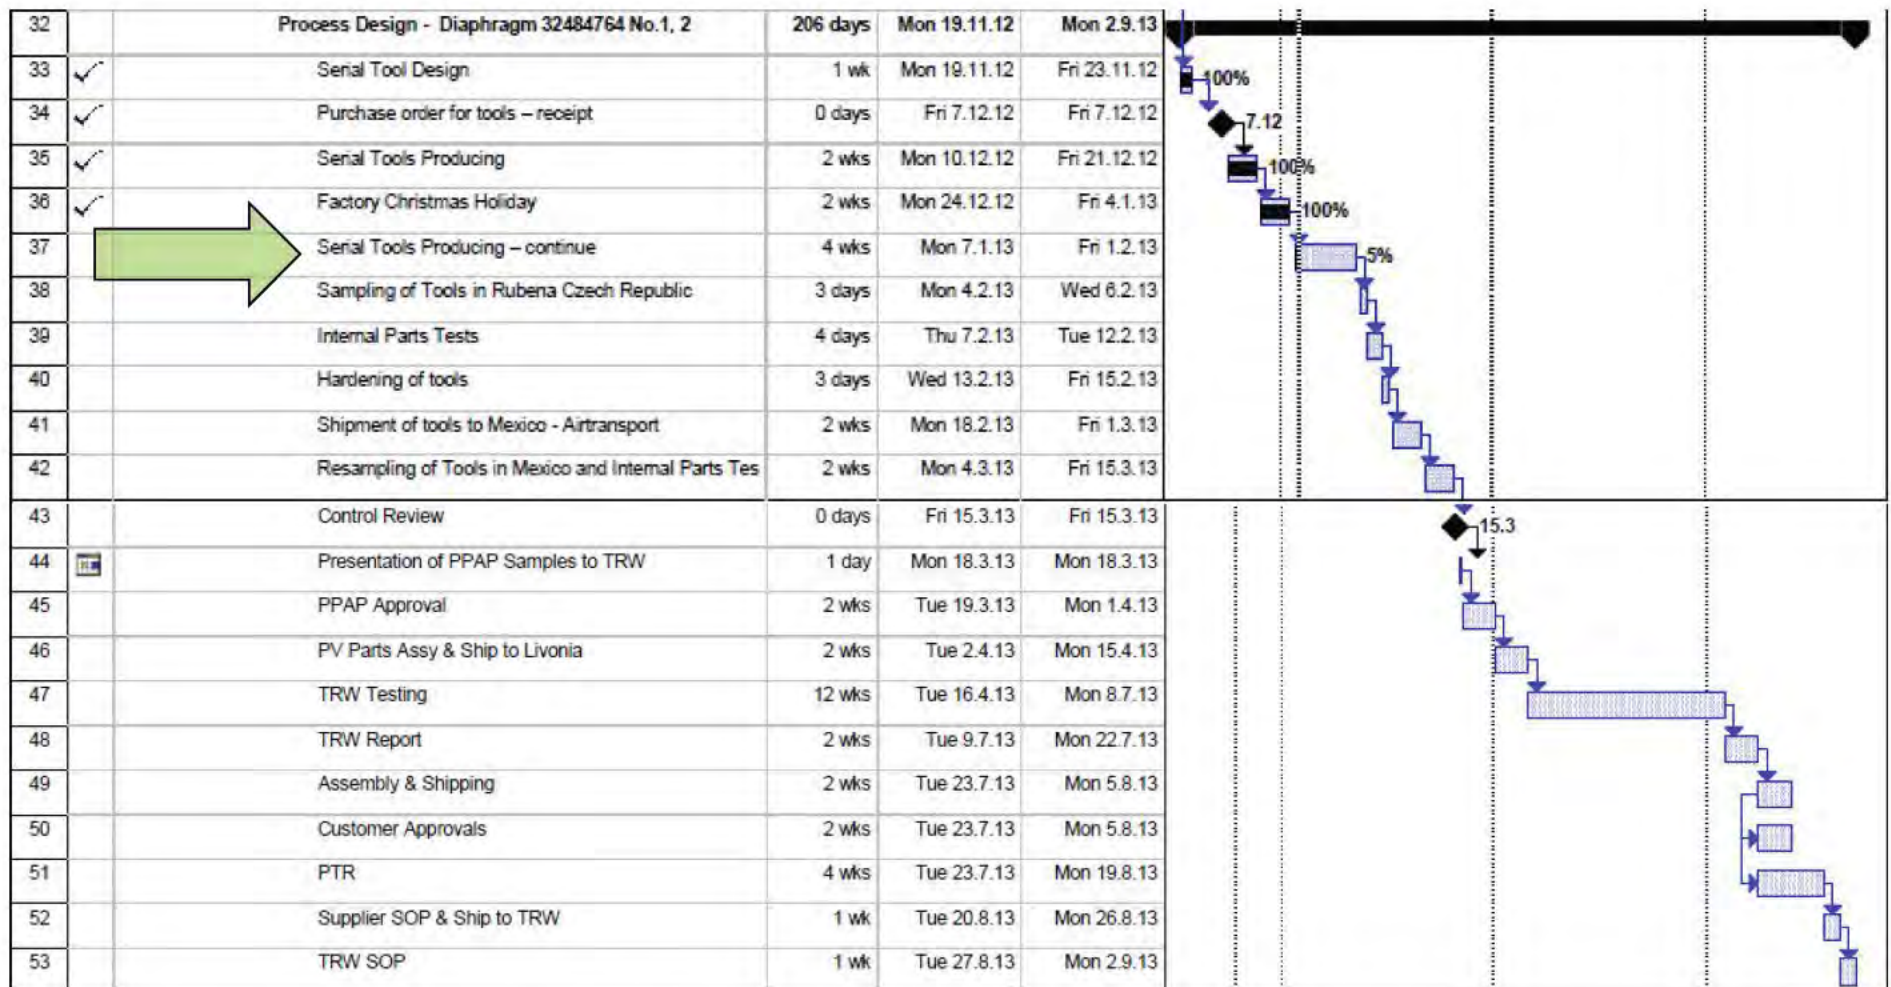 32 Process Design - Diaphragm 32484764 No.1, 2 206 days Mon 19.11.12 Mon 2.9.13
33 Serial Tool Design 1 wk Mon 19.11.12 Fri 23.11.12 100%
34 Purchase order for tools – receipt 0 days Fri 7.12.12 Fri 7.12.12 7.12
35 Serial Tools Producing 2 wks Mon 10.12.12 Fri 21.12.12 100%
36 Factory Christmas Holiday 2 wks Mon 24.12.12 Fri 4.1.13 100%
37 Serial Tools Producing – continue 4 wks Mon 7.1.13 Fri 1.2.13 5%
38 Sampling of Tools in Rubena Czech Republic 3 days Mon 4.2.13 Wed 6.2.13
39 Internal Parts Tests 4 days Thu 7.2.13 Tue 12.2.13
40 Hardening of tools 3 days Wed 13.2.13 Fri 15.2.13
41 Shipment of tools to Mexico - Airtransport 2 wks Mon 18.2.13 Fri 1.3.13
42 Resampling of Tools in Mexico and Internal Parts Tes 2 wks Mon 4.3.13 Fri 15.3.13
43 Control Review 0 days Fri 15.3.13 Fri 15.3.13 15.3
44 Presentation of PPAP Samples to TRW 1 day Mon 18.3.13 Mon 18.3.13
45 PPAP Approval 2 wks Tue 19.3.13 Mon 1.4.13
46 PV Parts Assy & Ship to Livonia 2 wks Tue 2.4.13 Mon 15.4.13
47 TRW Testing 12 wks Tue 16.4.13 Mon 8.7.13
48 TRW Report 2 wks Tue 9.7.13 Mon 22.7.13
49 Assembly & Shipping 2 wks Tue 23.7.13 Mon 5.8.13
50 Customer Approvals 2 wks Tue 23.7.13 Mon 5.8.13
51 PTR 4 wks Tue 23.7.13 Mon 19.8.13
52 Supplier SOP & Ship to TRW 1 wk Tue 20.8.13 Mon 26.8.13
53 TRW SOP 1 wk Tue 27.8.13 Mon 2.9.13